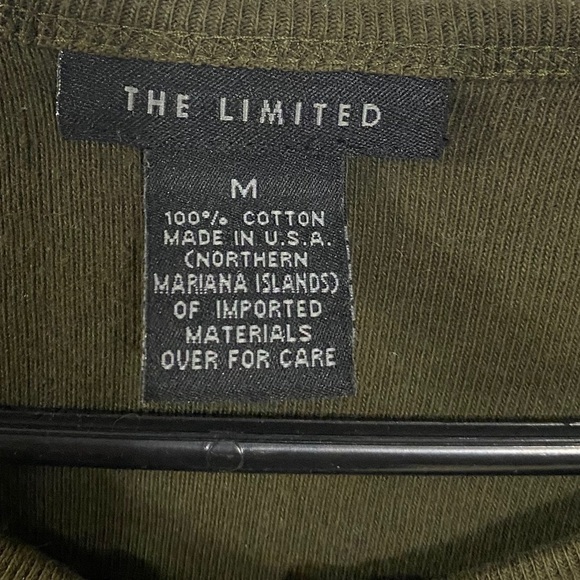 THE LIMITED
M
100% COTTON
MADE IN U.S.A.
(NORTHERN
MARIANA ISLANDS)
OF IMPORTED
MATERIALS
OVER FOR CARE